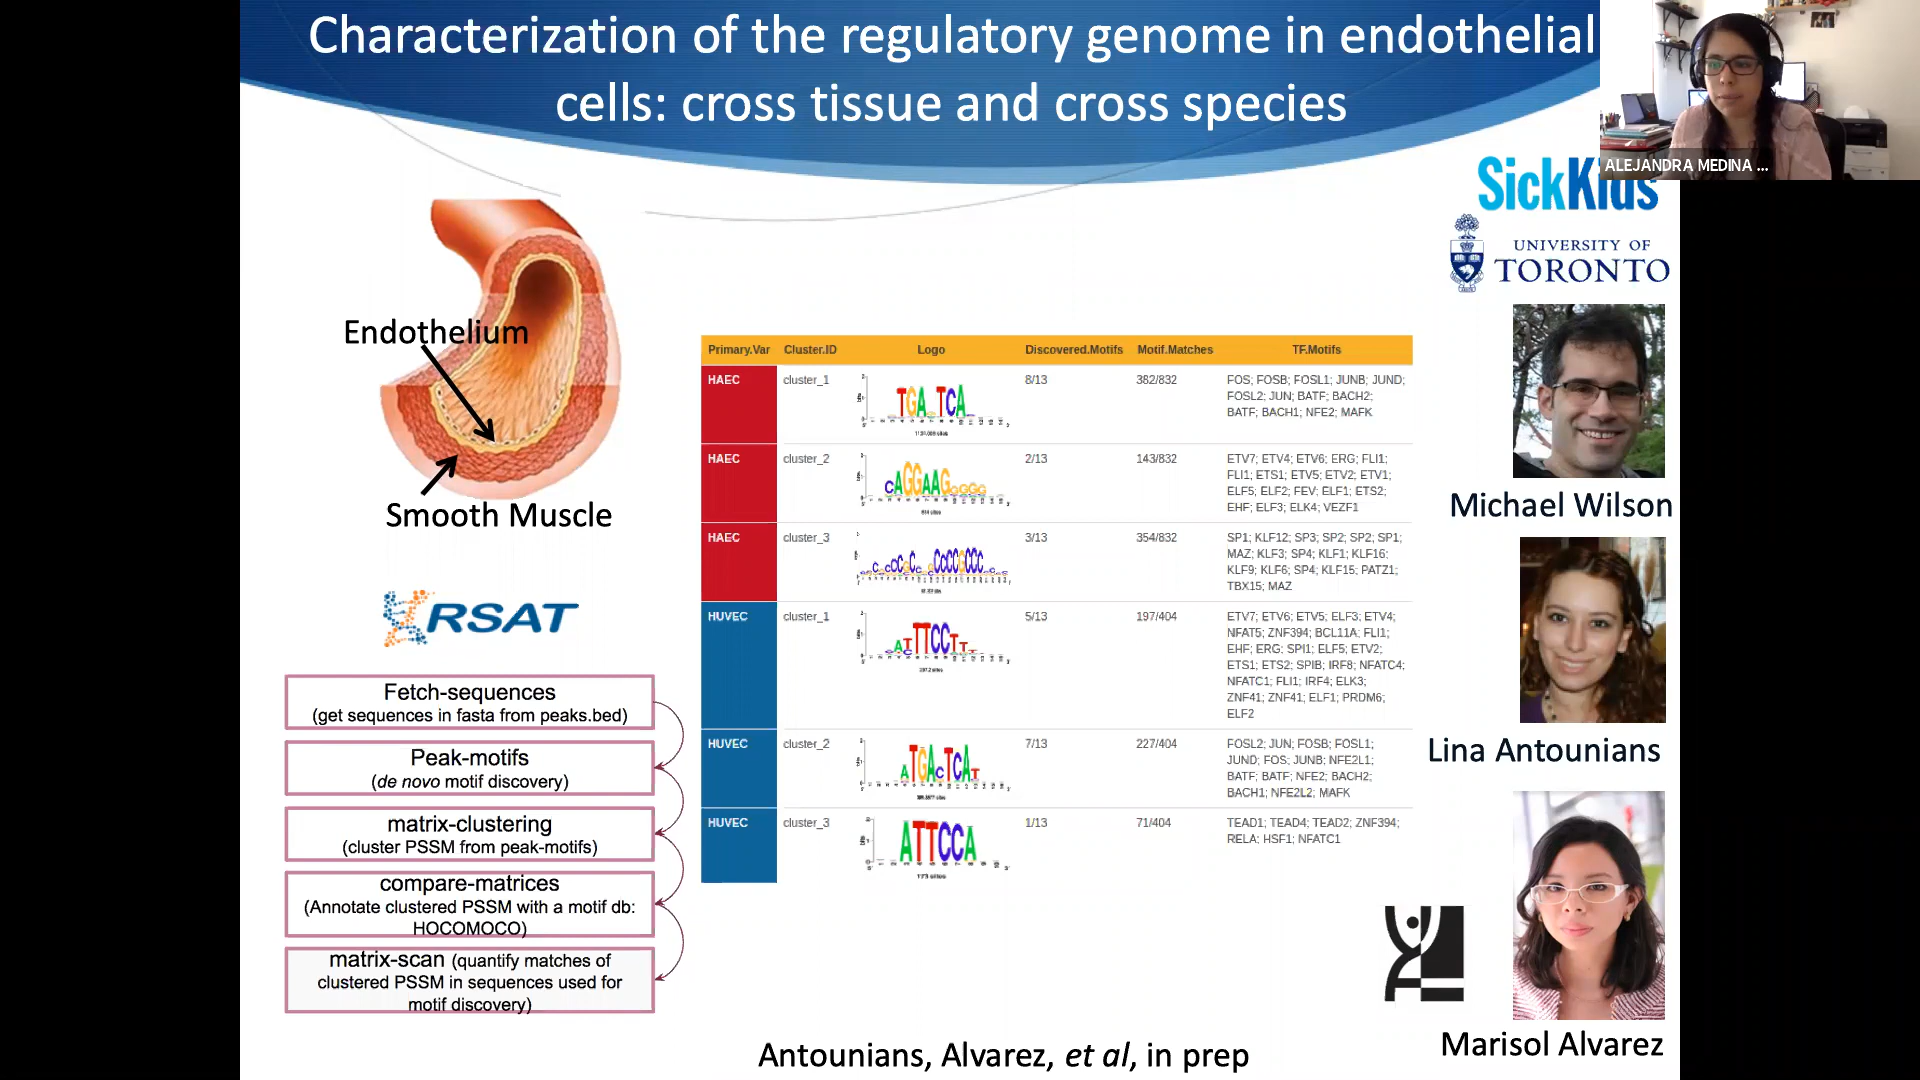 Characterization of the regulatory genome in endothelial
cells: cross tissue and cross species
ALEJANDRA MEDINA ...
SickKids
UNIVERSITY OF
TORONTO
Endothelium
Smooth Muscle
RSAT
Fetch-sequences
(get sequences in fasta from peaks.bed)
Peak-motifs
(de novo motif discovery)
matrix-clustering
(cluster PSSM from peak-motifs)
compare-matrices
(Annotate clustered PSSM with a motif db:
HOCOMOCO)
matrix-scan (quantify matches of
clustered PSSM in sequences used for
motif discovery)
Primary.Var Cluster.ID Logo Discovered.Motifs Motif.Matches TF.Motifs
HAEC cluster_1 TGA TCA 8/13 382/832 FOS; FOSB; FOSL1; JUNB; JUND;
FOSL2; JUN; BATF; BACH2;
BATF; BACH1; NFE2; MAFK
HAEC cluster_2 CAGGAAGGGGG 2/13 143/832 ETV7; ETV4; ETV6; ERG; FLI1;
FLI1; ETS1; ETV5; ETV2; ETV1;
ELF5; ELF2; FEV; ELF1; ETS2;
EHF; ELF3; ELK4; VEZF1
HAEC cluster_3 3/13 354/832 SP1; KLF12; SP3; SP2; SP2; SP1;
MAZ; KLF3; SP4; KLF1; KLF16;
KLF9; KLF6; SP4; KLF15; PATZ1;
TBX15; MAZ
HUVEC cluster_1 TTCC 5/13 197/404 ETV7; ETV6; ETV5; ELF3; ETV4;
NFAT5; ZNF394; BCL11A; FLI1;
EHF; ERG; SPI1; ELF5; ETV2;
ETS1; ETS2; SPIB; IRF8; NFATC4;
NFATC1; FLI1; IRF4; ELK3;
ZNF41; ZNF41; ELF1; PRDM6;
ELF2
HUVEC cluster_2 ATGACTCAT 7/13 227/404 FOSL2; JUN; FOSB; FOSL1;
JUND; FOS; JUNB; NFE2L1;
BATF; BATF; NFE2; BACH2;
BACH1; NFE2L2; MAFK
HUVEC cluster_3 ATTCCA 1/13 71/404 TEAD1; TEAD4; TEAD2; ZNF394;
RELA; HSF1; NFATC1
Michael Wilson
Lina Antounians
Marisol Alvarez
Antounians, Alvarez, et al, in prep